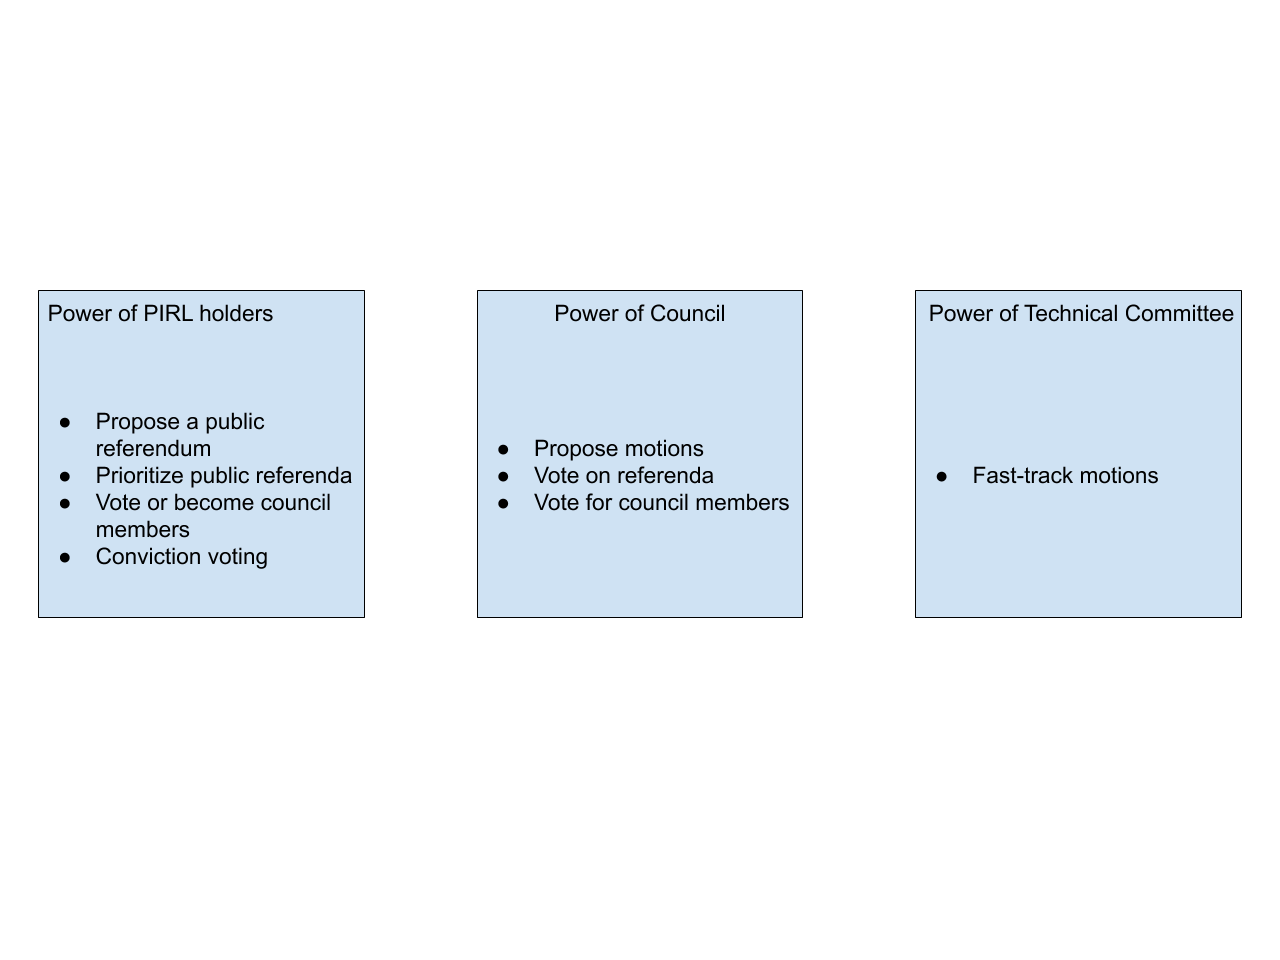 Power of PIRL holders
● Propose a public
referendum
● Prioritize public referenda
● Vote or become council
members
● Conviction voting
Power of Council
● Propose motions
● Vote on referenda
● Vote for council members
Power of Technical Committee
● Fast-track motions